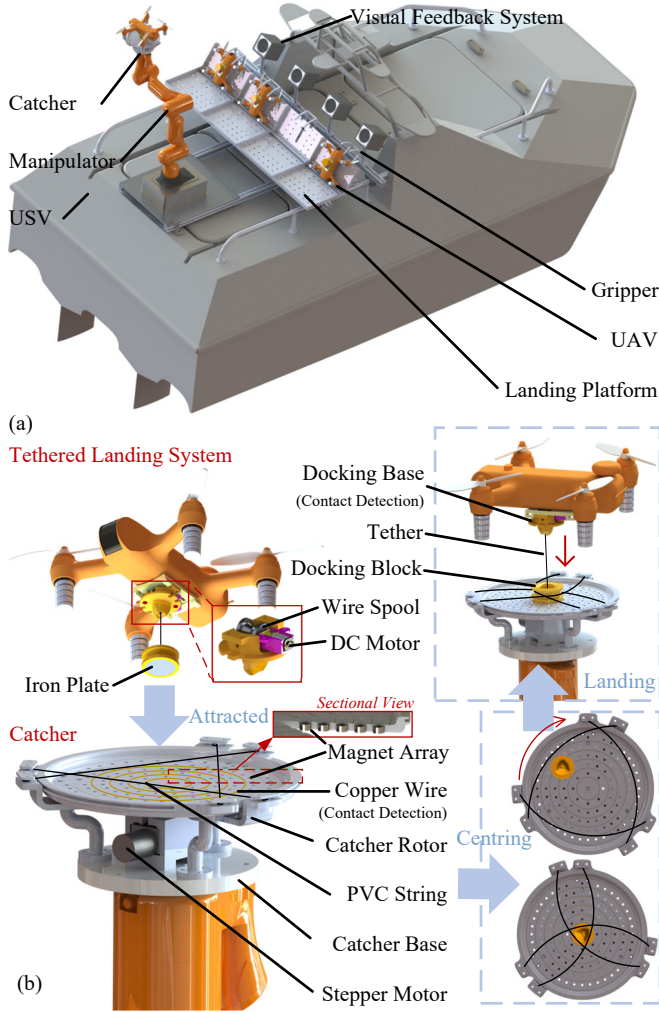 Visual Feedback System
Catcher
Manipulator
USV
Gripper
UAV
Landing Platform
(a)
Tethered Landing System
Docking Base
(Contact Detection)
Tether
Docking Block
Wire Spool
DC Motor
Iron Plate
Attracted
Landing
Sectional View
Catcher
Magnet Array
Copper Wire
(Contact Detection)
Catcher Rotor
Centring
PVC String
Catcher Base
(b)
Stepper Motor